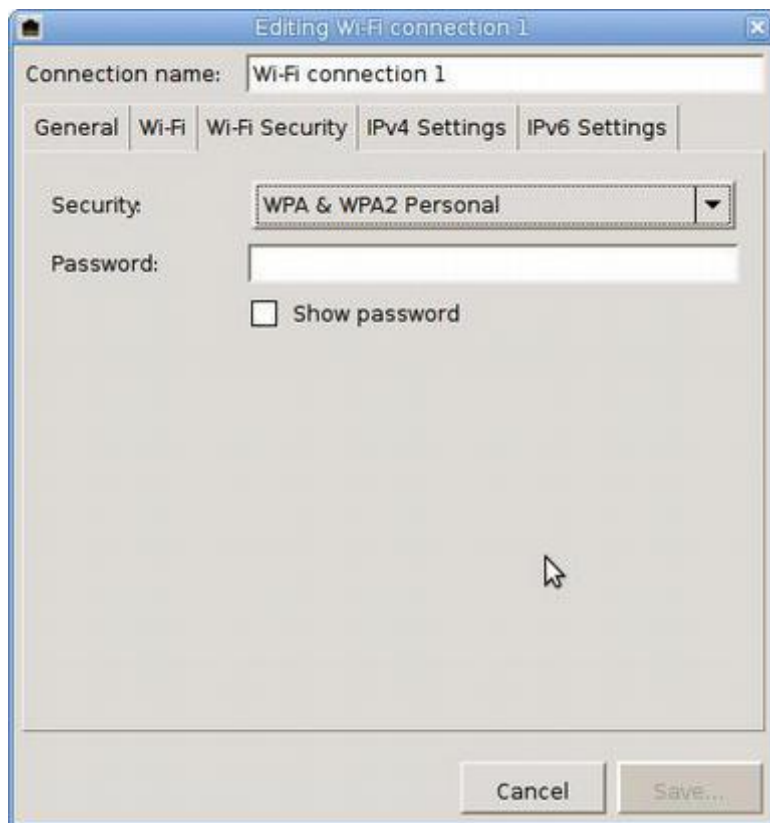 Editing Wi-Fi connection 1
Connection name: Wi-Fi connection 1
General Wi-Fi Wi-Fi Security IPv4 Settings IPv6 Settings
Security: WPA & WPA2 Personal
Password:
Show password
Cancel Save...